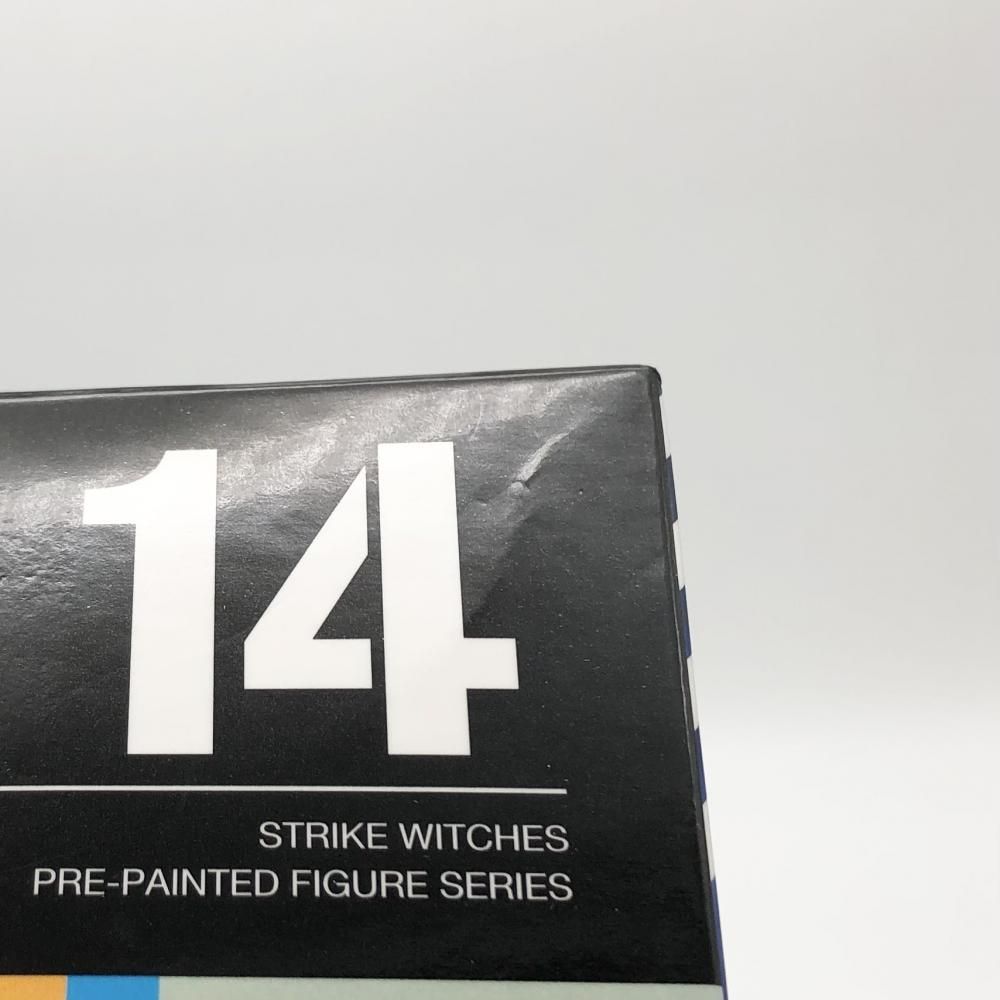 14
STRIKE WITCHES
PRE-PAINTED FIGURE SERIES